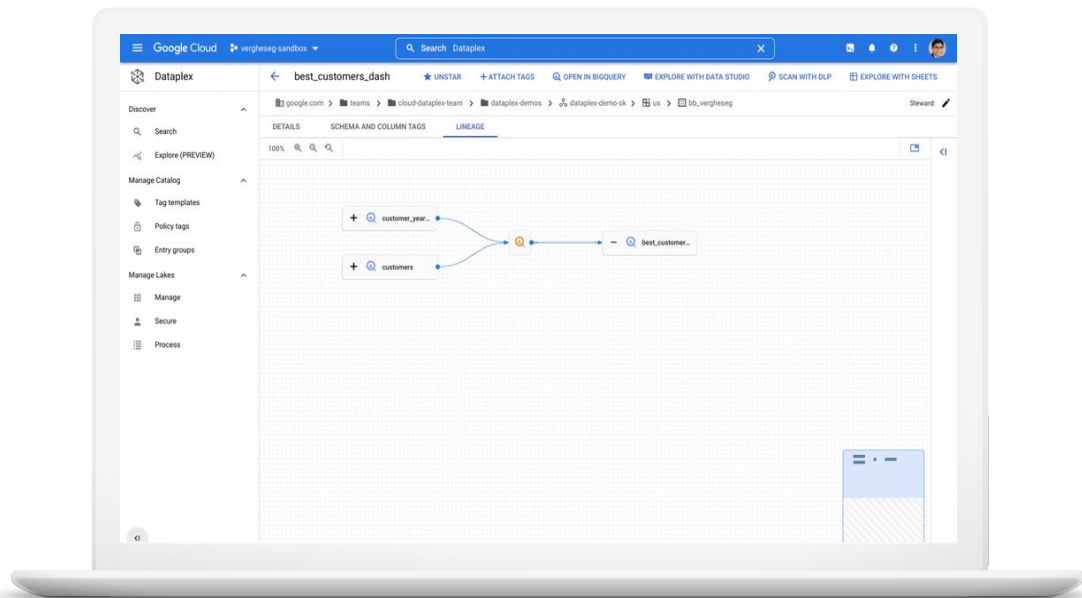 Google Cloud vergheseg-sandbox Search Dataplex
Dataplex
best_customers_dash UNSTAR ATTACH TAGS OPEN IN BIGQUERY EXPLORE WITH DATA STUDIO SCAN WITH DLP EXPLORE WITH SHEETS
google.com > teams > cloud-dataplex-team > dataplex-demos > dataplex-demo-sk > us > bb_vergheseg Steward:
DETAILS SCHEMA AND COLUMN TAGS LINEAGE
100%
Discover
Search
Explore (PREVIEW)
Manage Catalog
Tag templates
Policy tags
Entry groups
Manage Lakes
Manage
Secure
Process
customer_year...
customers
best_customer...